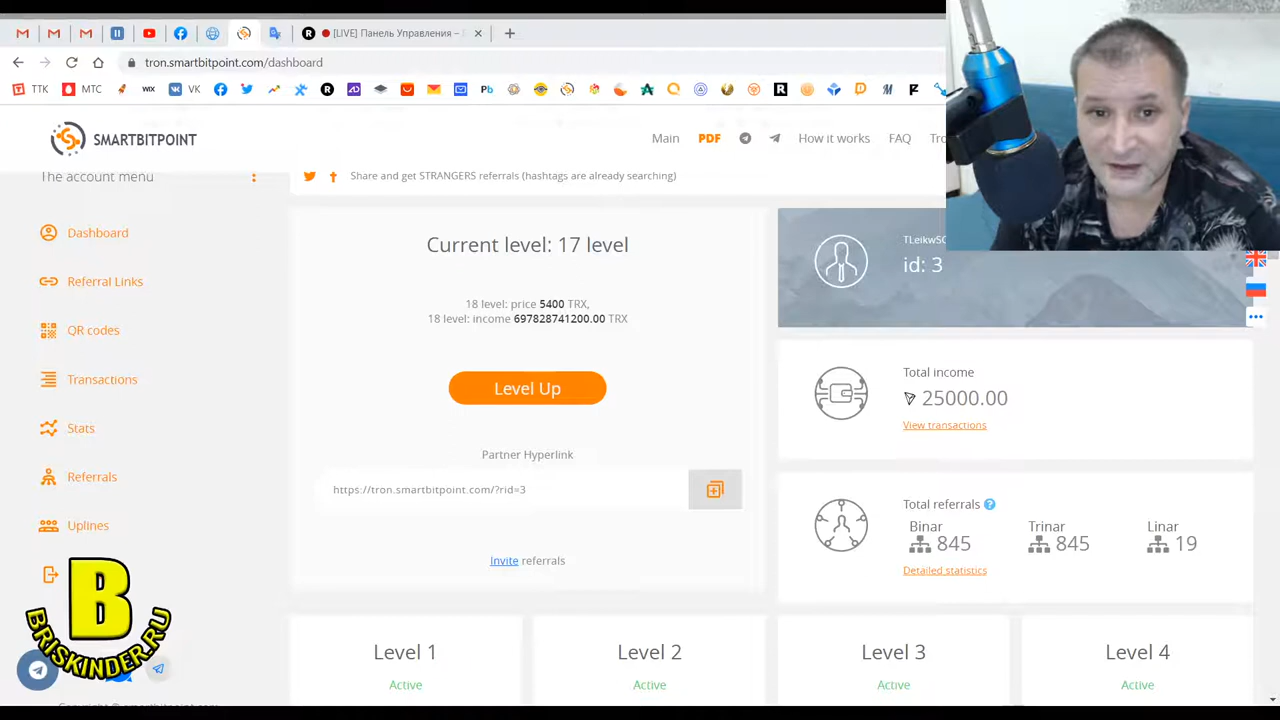 [LIVE] Панель Управления –
tron.smartbitpoint.com/dashboard
ТТК
МТС
WIX
VK
Pb
SMARTBITPOINT
Main
PDF
How it works
FAQ
The account menu
Share and get STRANGERS referrals (hashtags are already searching)
Dashboard
Referral Links
QR codes
Transactions
Stats
Referrals
Uplines
Current level: 17 level
18 level: price 5400 TRX,
18 level: income 697828741200.00 TRX
Level Up
Partner Hyperlink
https://tron.smartbitpoint.com/?rid=3
Invite referrals
id: 3
Total income
25000.00
View transactions
Total referrals ?
Binar
Trinar
Linar
845
845
19
Detailed statistics
Level 1
Level 2
Level 3
Level 4
Active
Active
Active
Active
B
BRISKINDER.RU